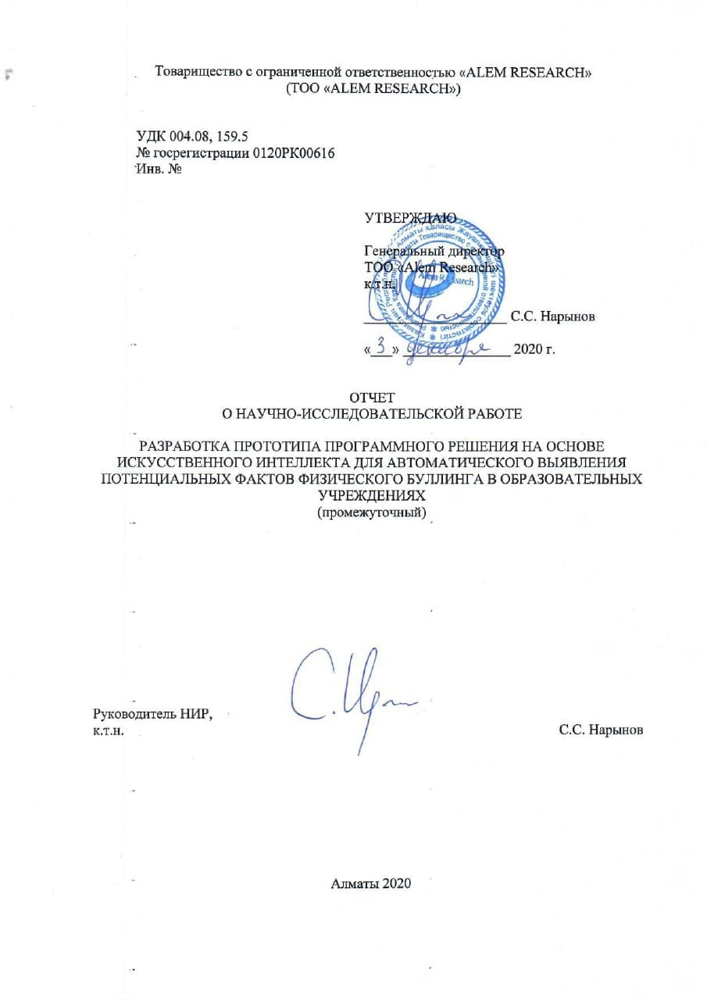 Товарищество с ограниченной ответственностью «ALEM RESEARCH»
(ТОО «ALEM RESEARCH»)
УДК 004.08, 159.5
№ госрегистрации 0120РК00616
Инв. №
УТВЕРЖДАЮ
Генеральный директор
ТОО «Alem Research»
к.т.н.
Alem Research
С.С. Нарынов
«3» декабря 2020 г.
ОТЧЕТ
О НАУЧНО-ИССЛЕДОВАТЕЛЬСКОЙ РАБОТЕ
РАЗРАБОТКА ПРОТОТИПА ПРОГРАММНОГО РЕШЕНИЯ НА ОСНОВЕ
ИСКУССТВЕННОГО ИНТЕЛЛЕКТА ДЛЯ АВТОМАТИЧЕСКОГО ВЫЯВЛЕНИЯ
ПОТЕНЦИАЛЬНЫХ ФАКТОВ ФИЗИЧЕСКОГО БУЛЛИНГА В ОБРАЗОВАТЕЛЬНЫХ
УЧРЕЖДЕНИЯХ
(промежуточный)
Руководитель НИР,
к.т.н. С.С. Нарынов
Алматы 2020